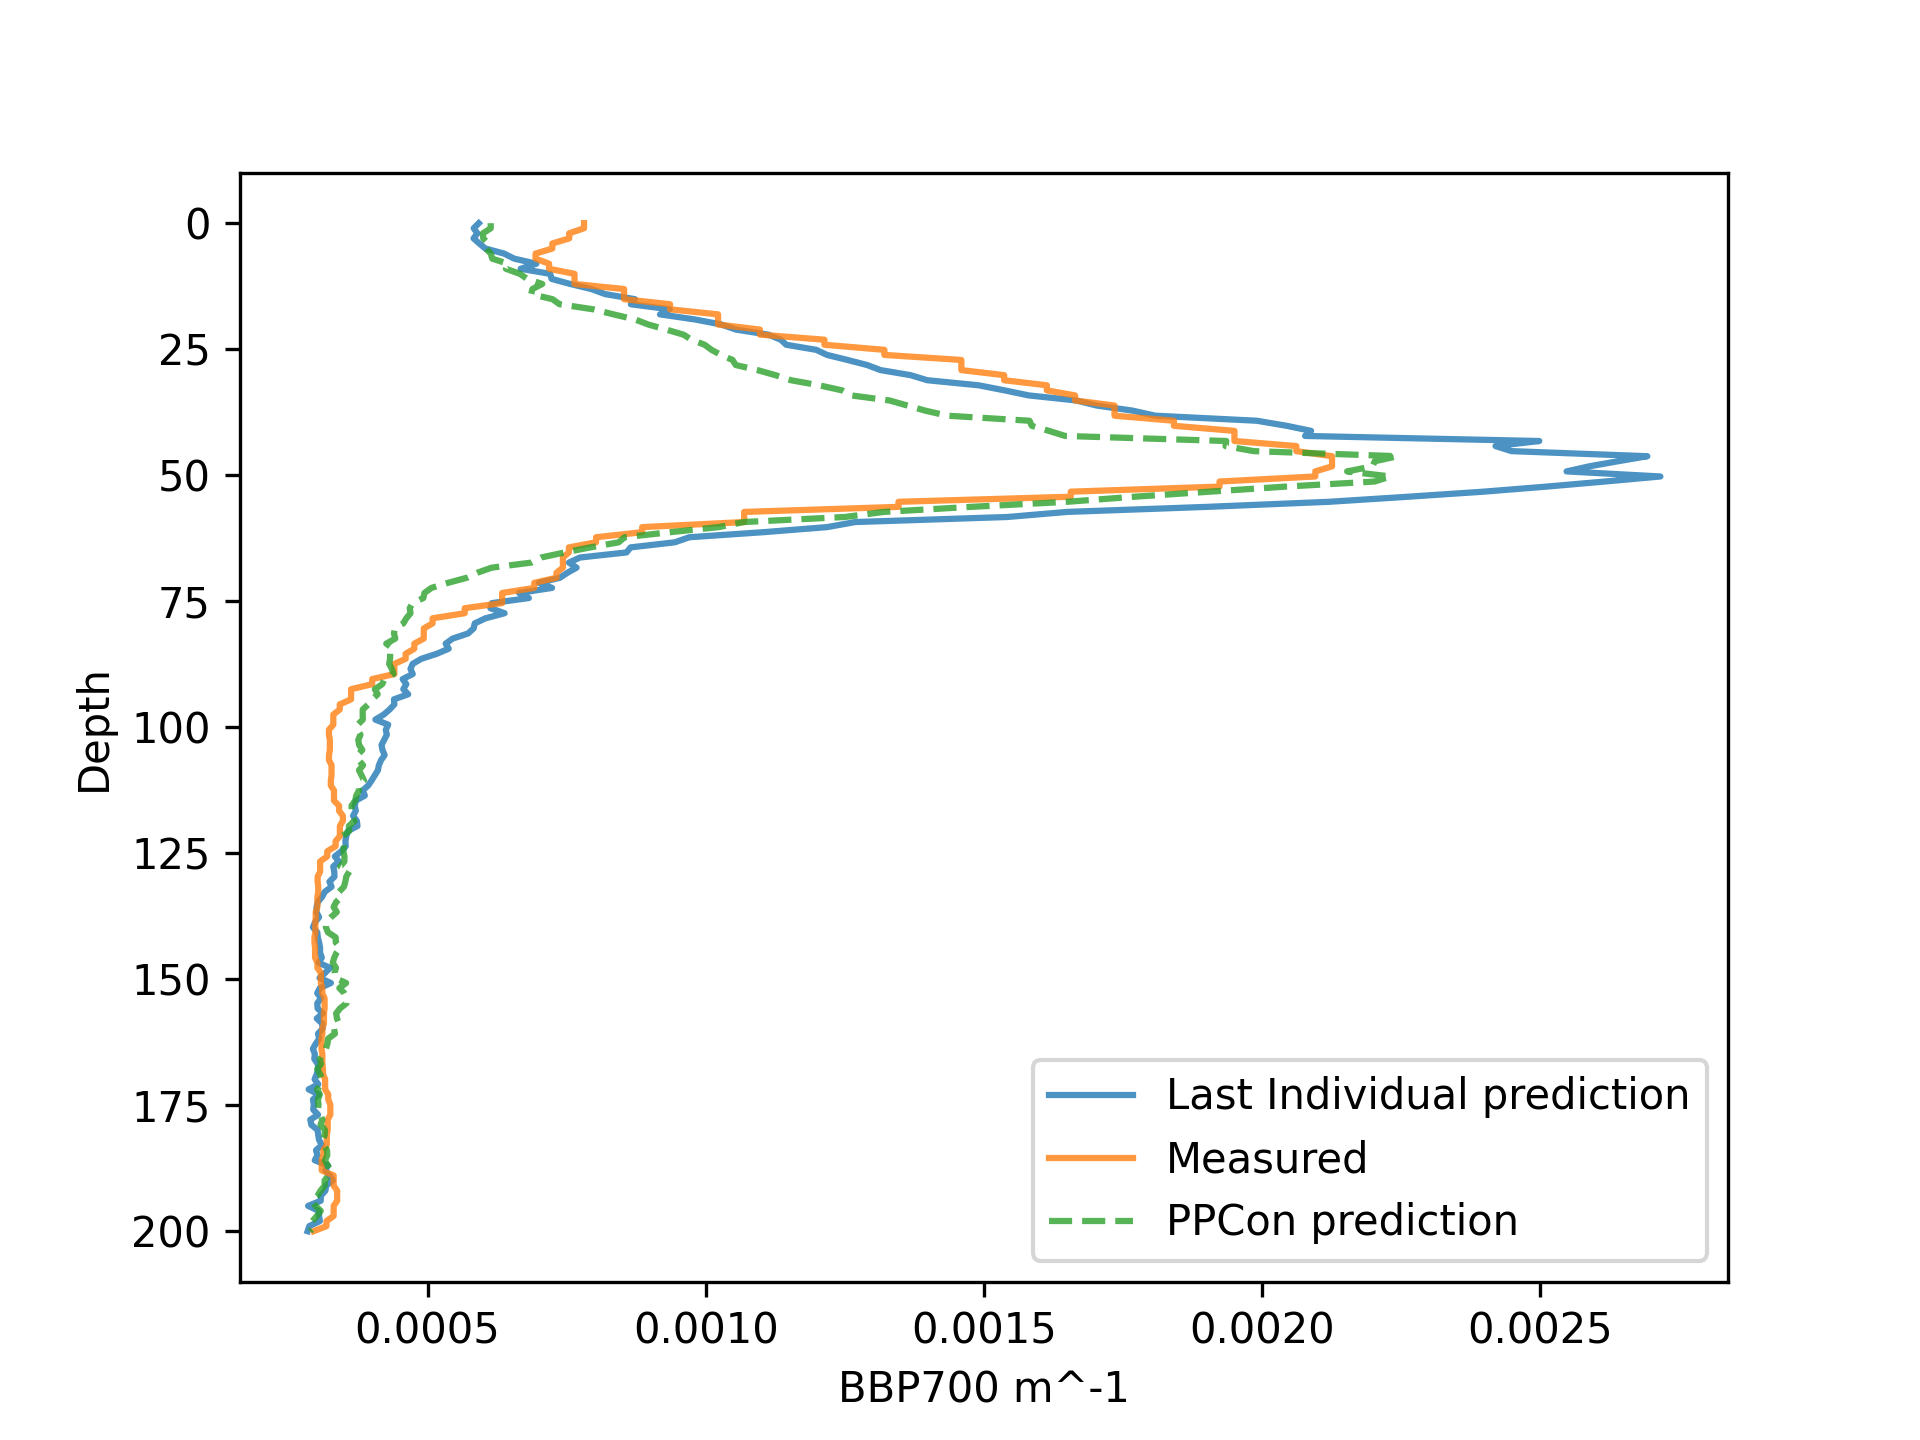 0
25
50
75
100
125
150
175
200
Depth
0.0005 0.0010 0.0015 0.0020 0.0025
BBP700 m^-1
Last Individual prediction
Measured
PPCon prediction